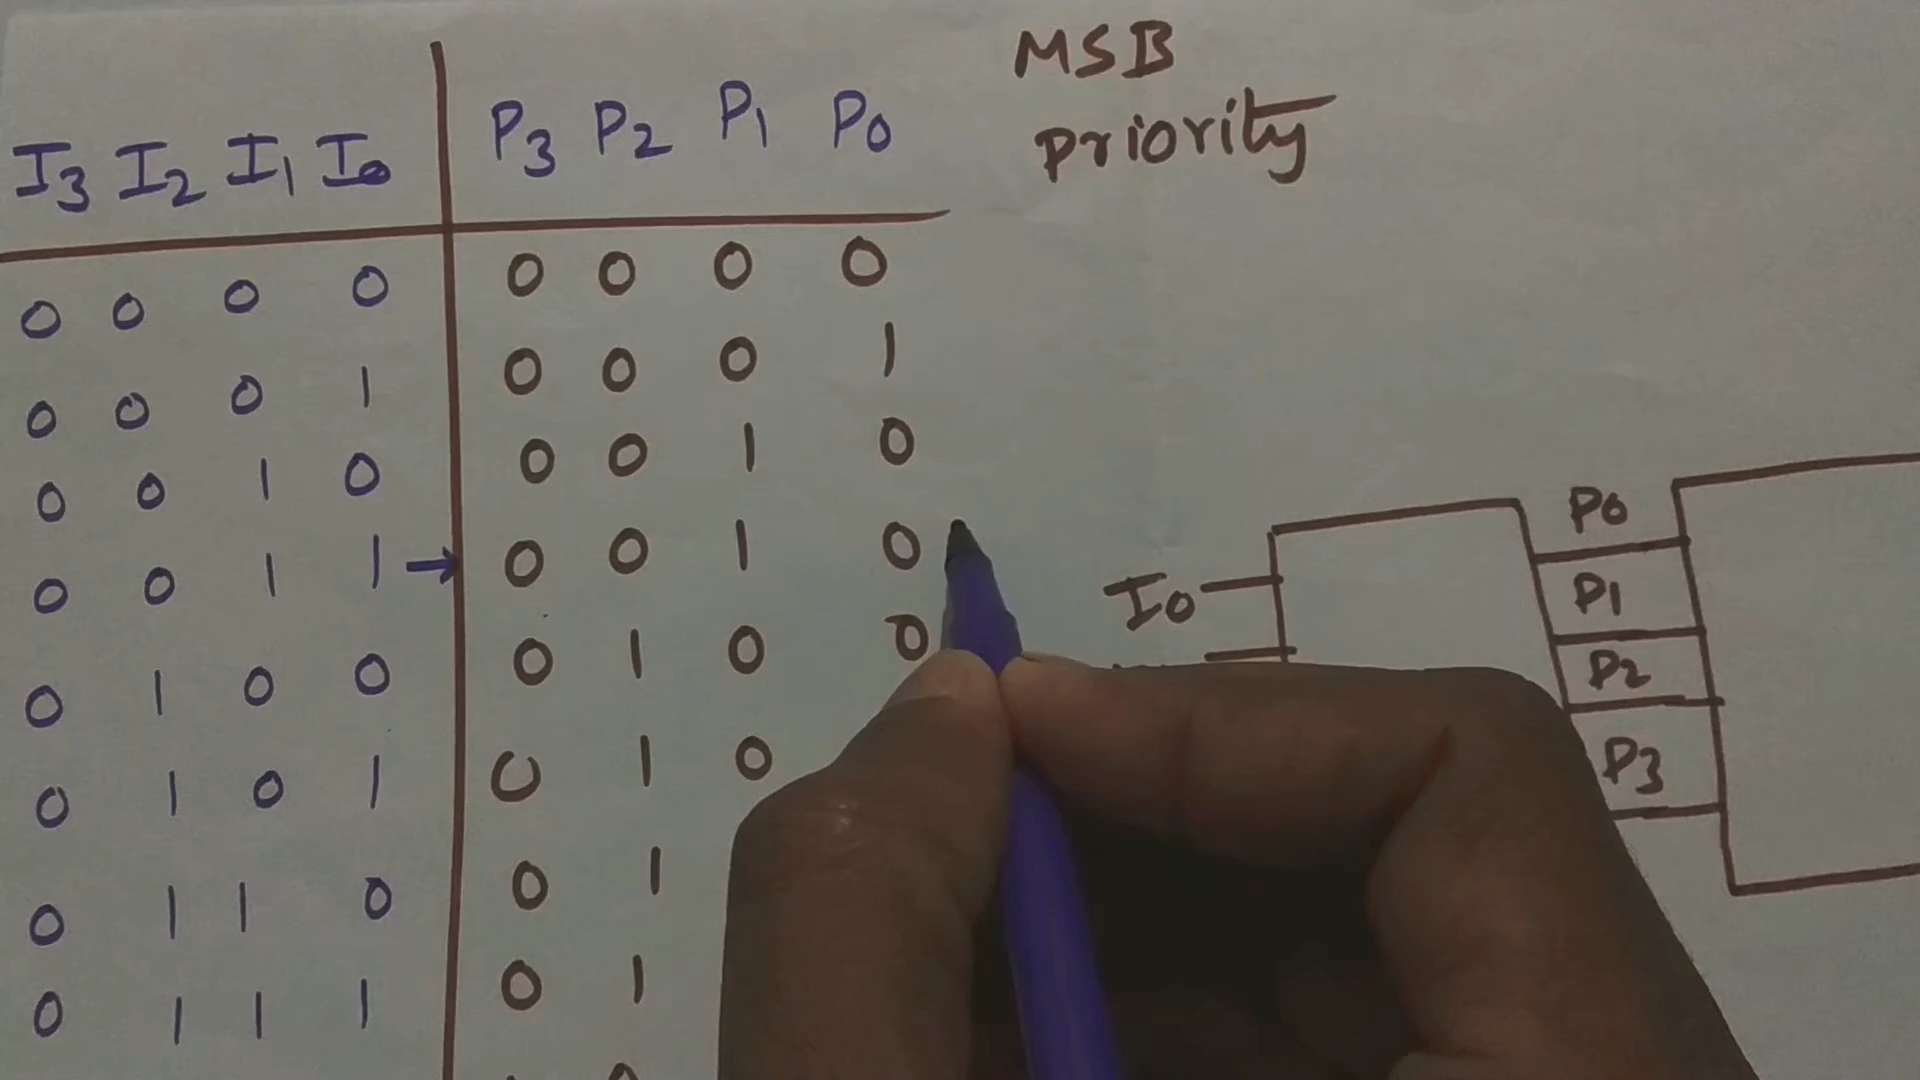 MSB
priority
I3 I2 I1 I0 P3 P2 P1 P0
0 0 0 0 0 0 0 0
0 0 0 1 0 0 0 1
0 0 1 0 0 0 1 0
0 0 1 1 → 0 0 1 0
0 1 0 0 0 1 0 0
0 1 0 1 0 1 0
0 1 1 0 0 1
0 1 1 1 0 1
P0
I0
P1
P2
P3